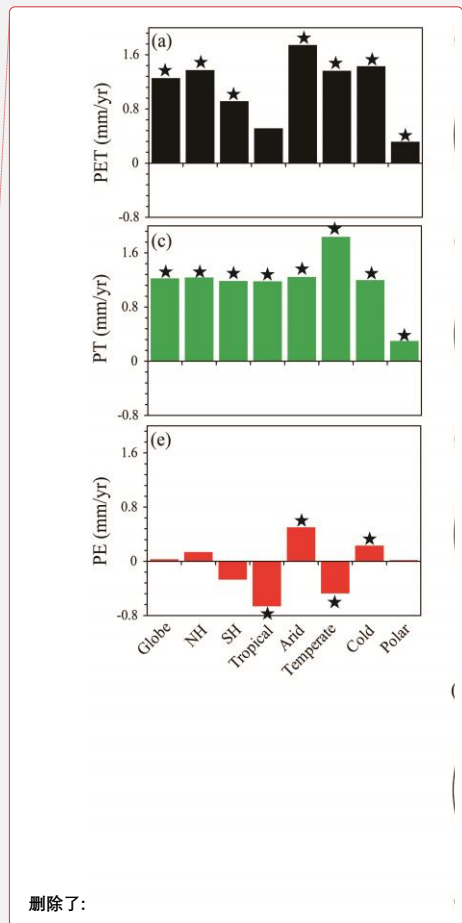 (a)
1.6
0.8
0
-0.8
PET (mm/yr)
(c)
1.6
0.8
0
-0.8
PT (mm/yr)
(e)
1.6
0.8
0
-0.8
PE (mm/yr)
Globe
NH
SH
Tropical
Arid
Temperate
Cold
Polar
删除了: